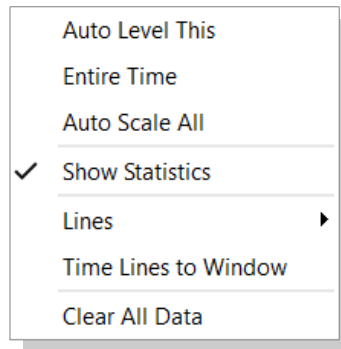 Auto Level This
Entire Time
Auto Scale All
Show Statistics
Lines
Time Lines to Window
Clear All Data